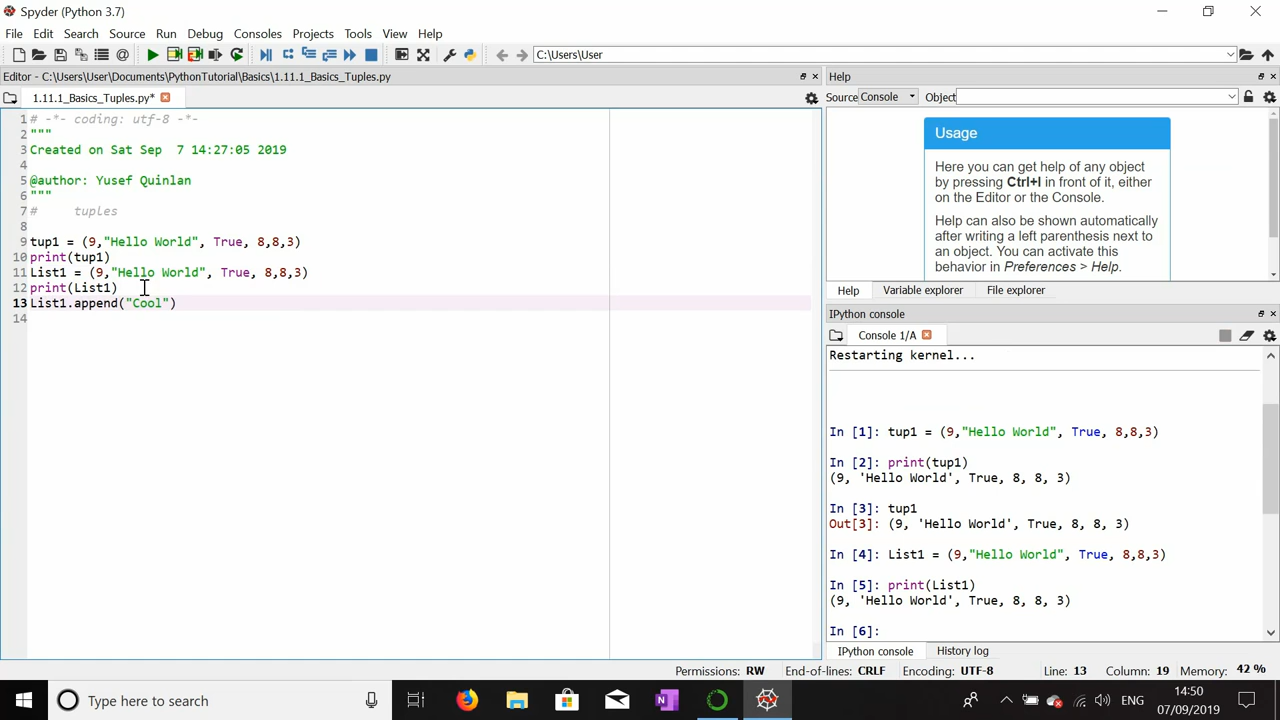 Spyder (Python 3.7)
File Edit Search Source Run Debug Consoles Projects Tools View Help
C:\Users\User
Editor - C:\Users\User\Documents\PythonTutorial\Basics\1.11.1_Basics_Tuples.py
1.11.1_Basics_Tuples.py*
1 # -*- coding: utf-8 -*-
2 """
3 Created on Sat Sep  7 14:27:05 2019
4
5 @author: Yusef Quinlan
6 """
7 #     tuples
8
9 tup1 = (9,"Hello World", True, 8,8,3)
10 print(tup1)
11 List1 = (9,"Hello World", True, 8,8,3)
12 print(List1)
13 List1.append("Cool")
14
Help
Source Console Object
Usage
Here you can get help of any object
by pressing Ctrl+I in front of it, either
on the Editor or the Console.
Help can also be shown automatically
after writing a left parenthesis next to
an object. You can activate this
behavior in Preferences > Help.
Help Variable explorer File explorer
IPython console
Console 1/A
Restarting kernel...
In [1]: tup1 = (9,"Hello World", True, 8,8,3)
In [2]: print(tup1)
(9, 'Hello World', True, 8, 8, 3)
In [3]: tup1
Out[3]: (9, 'Hello World', True, 8, 8, 3)
In [4]: List1 = (9,"Hello World", True, 8,8,3)
In [5]: print(List1)
(9, 'Hello World', True, 8, 8, 3)
In [6]:
IPython console History log
Permissions: RW End-of-lines: CRLF Encoding: UTF-8 Line: 13 Column: 19 Memory: 42 %
Type here to search
ENG
14:50
07/09/2019